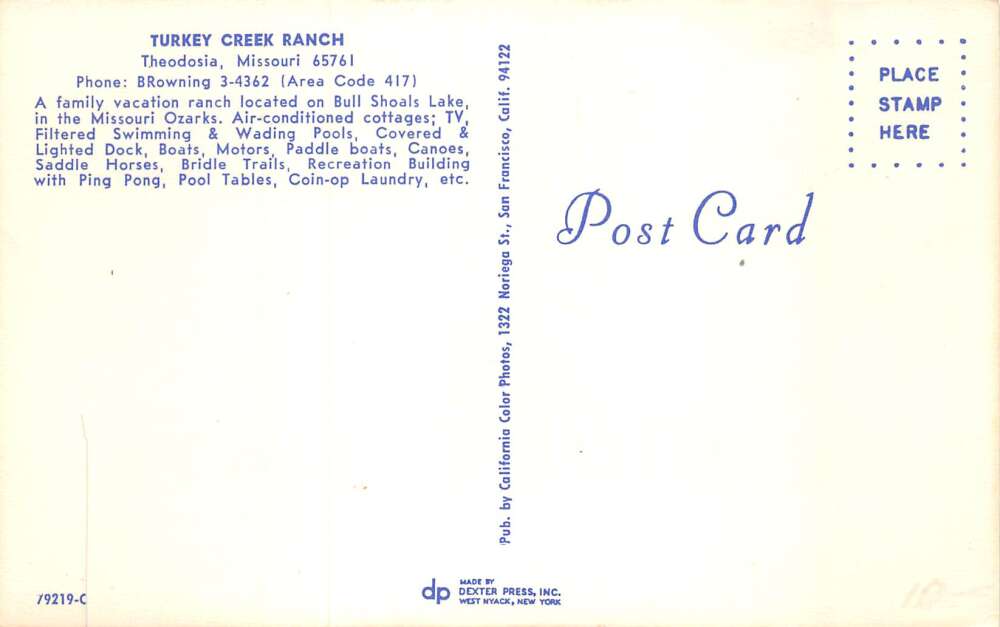 TURKEY CREEK RANCH
Theodosia, Missouri 65761
Phone: BRowning 3-4362 (Area Code 417)
A family vacation ranch located on Bull Shoals Lake,
in the Missouri Ozarks. Air-conditioned cottages; TV,
Filtered Swimming & Wading Pools, Covered &
Lighted Dock, Boats, Motors, Paddle boats, Canoes,
Saddle Horses, Bridle Trails, Recreation Building
with Ping Pong, Pool Tables, Coin-op Laundry, etc.
Pub. by California Color Photos, 1322 Noriega St., San Francisco, Calif. 94122
PLACE
STAMP
HERE
Post Card
79219-C
dp
MADE BY
DEXTER PRESS, INC.
WEST NYACK, NEW YORK